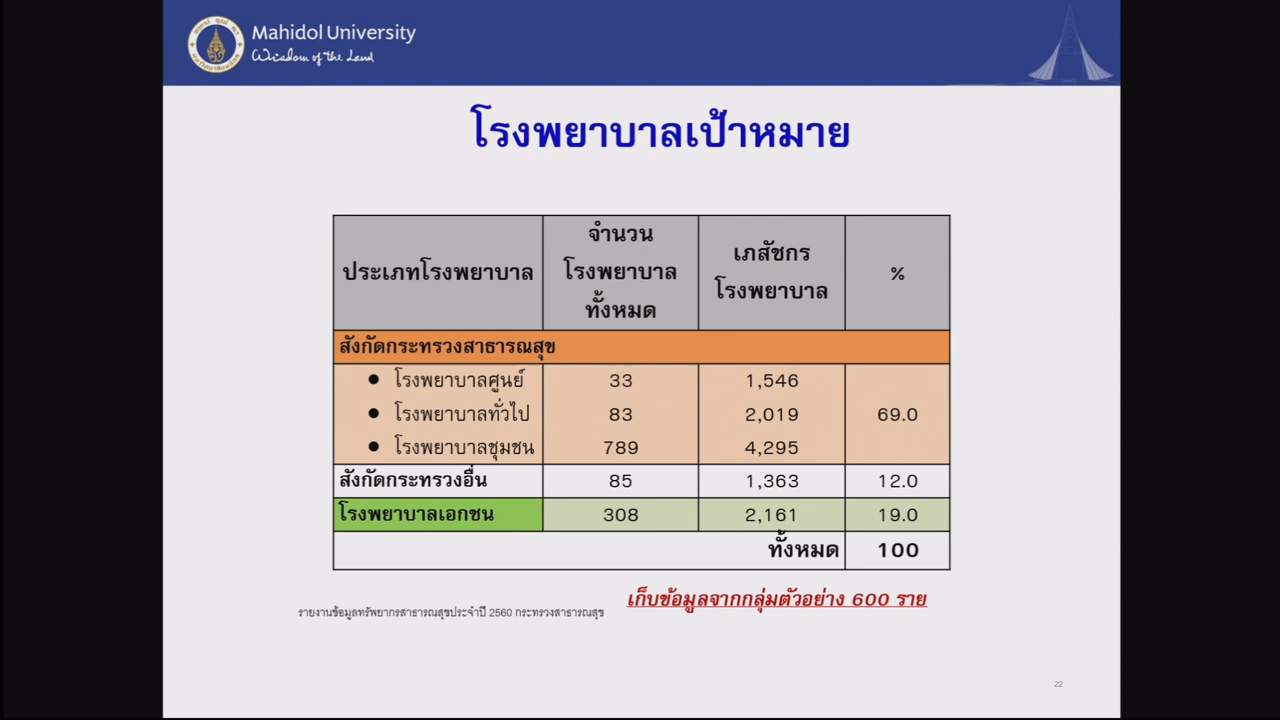 Mahidol University
Wisdom of the Land
โรงพยาบาลเป้าหมาย
ประเภทโรงพยาบาล
จำนวน
โรงพยาบาล
ทั้งหมด
เภสัชกร
โรงพยาบาล
%
สังกัดกระทรวงสาธารณสุข
● โรงพยาบาลศูนย์ 33 1,546
● โรงพยาบาลทั่วไป 83 2,019 69.0
● โรงพยาบาลชุมชน 789 4,295
สังกัดกระทรวงอื่น 85 1,363 12.0
โรงพยาบาลเอกชน 308 2,161 19.0
ทั้งหมด 100
เก็บข้อมูลจากกลุ่มตัวอย่าง 600 ราย
รายงานข้อมูลทรัพยากรสาธารณสุขประจำปี 2560 กระทรวงสาธารณสุข
22